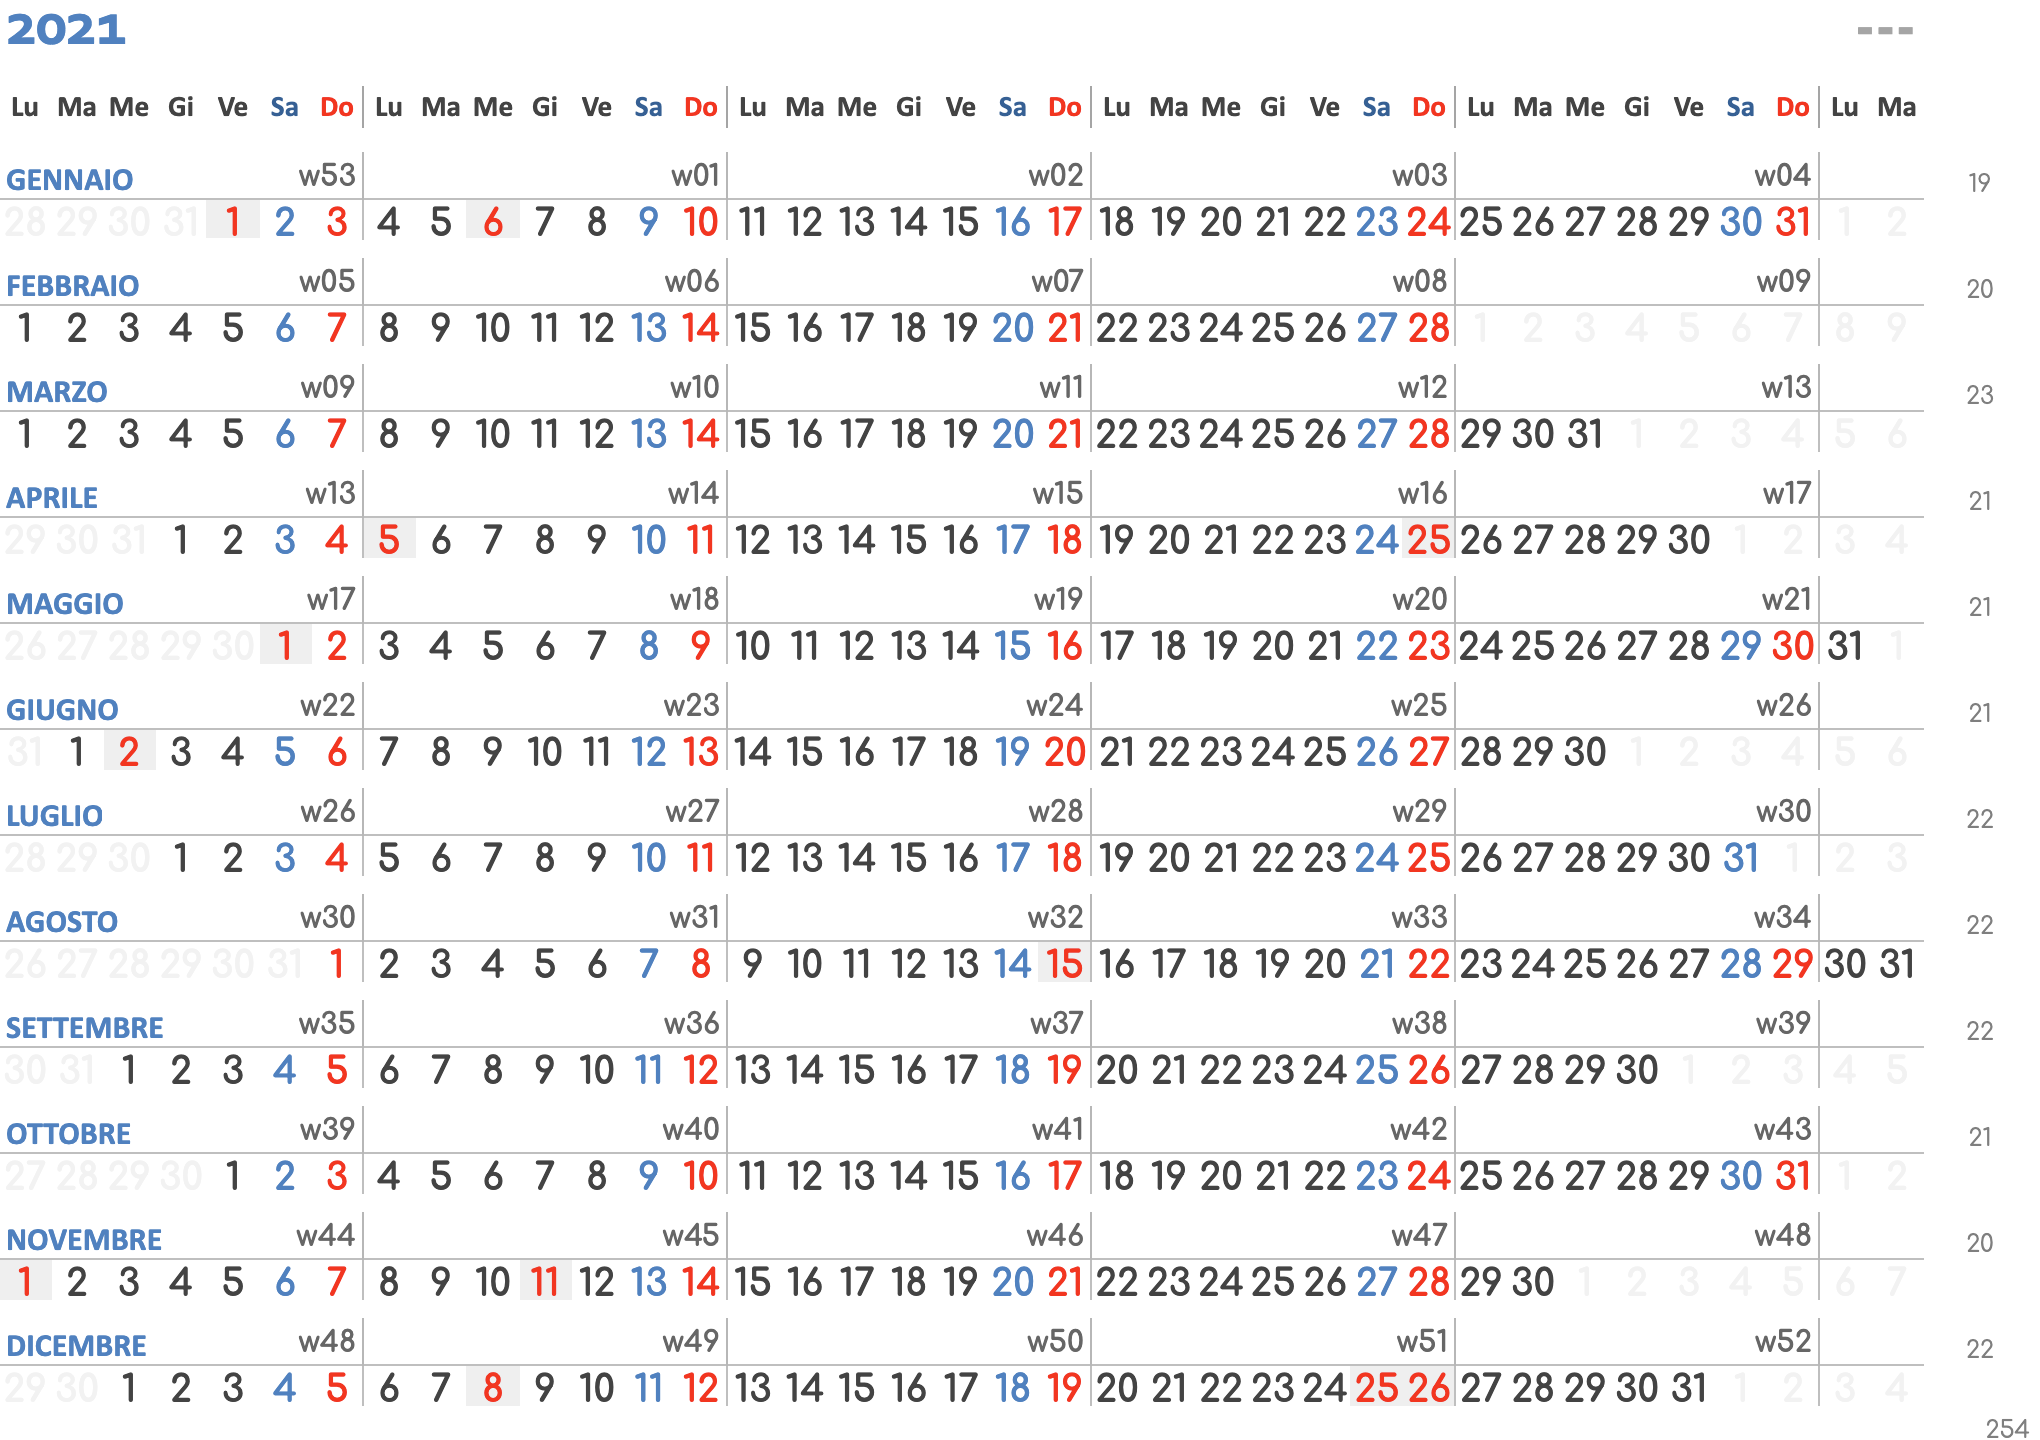 2021 ---
Lu Ma Me Gi Ve Sa Do Lu Ma Me Gi Ve Sa Do Lu Ma Me Gi Ve Sa Do Lu Ma Me Gi Ve Sa Do Lu Ma Me Gi Ve Sa Do Lu Ma
GENNAIO w53 w01 w02 w03 w04 19
28 29 30 31 1 2 3 4 5 6 7 8 9 10 11 12 13 14 15 16 17 18 19 20 21 22 23 24 25 26 27 28 29 30 31 1 2
FEBBRAIO w05 w06 w07 w08 w09 20
1 2 3 4 5 6 7 8 9 10 11 12 13 14 15 16 17 18 19 20 21 22 23 24 25 26 27 28 1 2 3 4 5 6 7 8 9
MARZO w09 w10 w11 w12 w13 23
1 2 3 4 5 6 7 8 9 10 11 12 13 14 15 16 17 18 19 20 21 22 23 24 25 26 27 28 29 30 31 1 2 3 4 5 6
APRILE w13 w14 w15 w16 w17 21
29 30 31 1 2 3 4 5 6 7 8 9 10 11 12 13 14 15 16 17 18 19 20 21 22 23 24 25 26 27 28 29 30 1 2 3 4
MAGGIO w17 w18 w19 w20 w21 21
26 27 28 29 30 1 2 3 4 5 6 7 8 9 10 11 12 13 14 15 16 17 18 19 20 21 22 23 24 25 26 27 28 29 30 31 1
GIUGNO w22 w23 w24 w25 w26 21
31 1 2 3 4 5 6 7 8 9 10 11 12 13 14 15 16 17 18 19 20 21 22 23 24 25 26 27 28 29 30 1 2 3 4 5 6
LUGLIO w26 w27 w28 w29 w30 22
28 29 30 1 2 3 4 5 6 7 8 9 10 11 12 13 14 15 16 17 18 19 20 21 22 23 24 25 26 27 28 29 30 31 1 2 3
AGOSTO w30 w31 w32 w33 w34 22
26 27 28 29 30 31 1 2 3 4 5 6 7 8 9 10 11 12 13 14 15 16 17 18 19 20 21 22 23 24 25 26 27 28 29 30 31
SETTEMBRE w35 w36 w37 w38 w39 22
30 31 1 2 3 4 5 6 7 8 9 10 11 12 13 14 15 16 17 18 19 20 21 22 23 24 25 26 27 28 29 30 1 2 3 4 5
OTTOBRE w39 w40 w41 w42 w43 21
27 28 29 30 1 2 3 4 5 6 7 8 9 10 11 12 13 14 15 16 17 18 19 20 21 22 23 24 25 26 27 28 29 30 31 1 2
NOVEMBRE w44 w45 w46 w47 w48 20
1 2 3 4 5 6 7 8 9 10 11 12 13 14 15 16 17 18 19 20 21 22 23 24 25 26 27 28 29 30 1 2 3 4 5 6 7
DICEMBRE w48 w49 w50 w51 w52 22
29 30 1 2 3 4 5 6 7 8 9 10 11 12 13 14 15 16 17 18 19 20 21 22 23 24 25 26 27 28 29 30 31 1 2 3 4
254